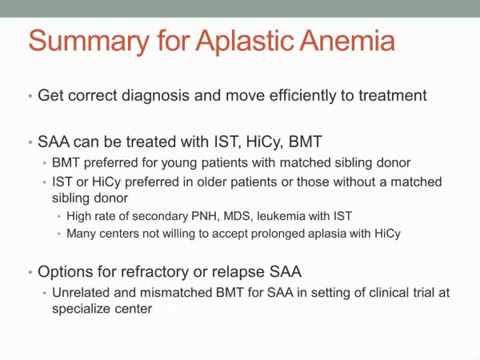 Summary for Aplastic Anemia
• Get correct diagnosis and move efficiently to treatment
• SAA can be treated with IST, HiCy, BMT
• BMT preferred for young patients with matched sibling donor
• IST or HiCy preferred in older patients or those without a matched
sibling donor
• High rate of secondary PNH, MDS, leukemia with IST
• Many centers not willing to accept prolonged aplasia with HiCy
• Options for refractory or relapse SAA
• Unrelated and mismatched BMT for SAA in setting of clinical trial at
specialize center